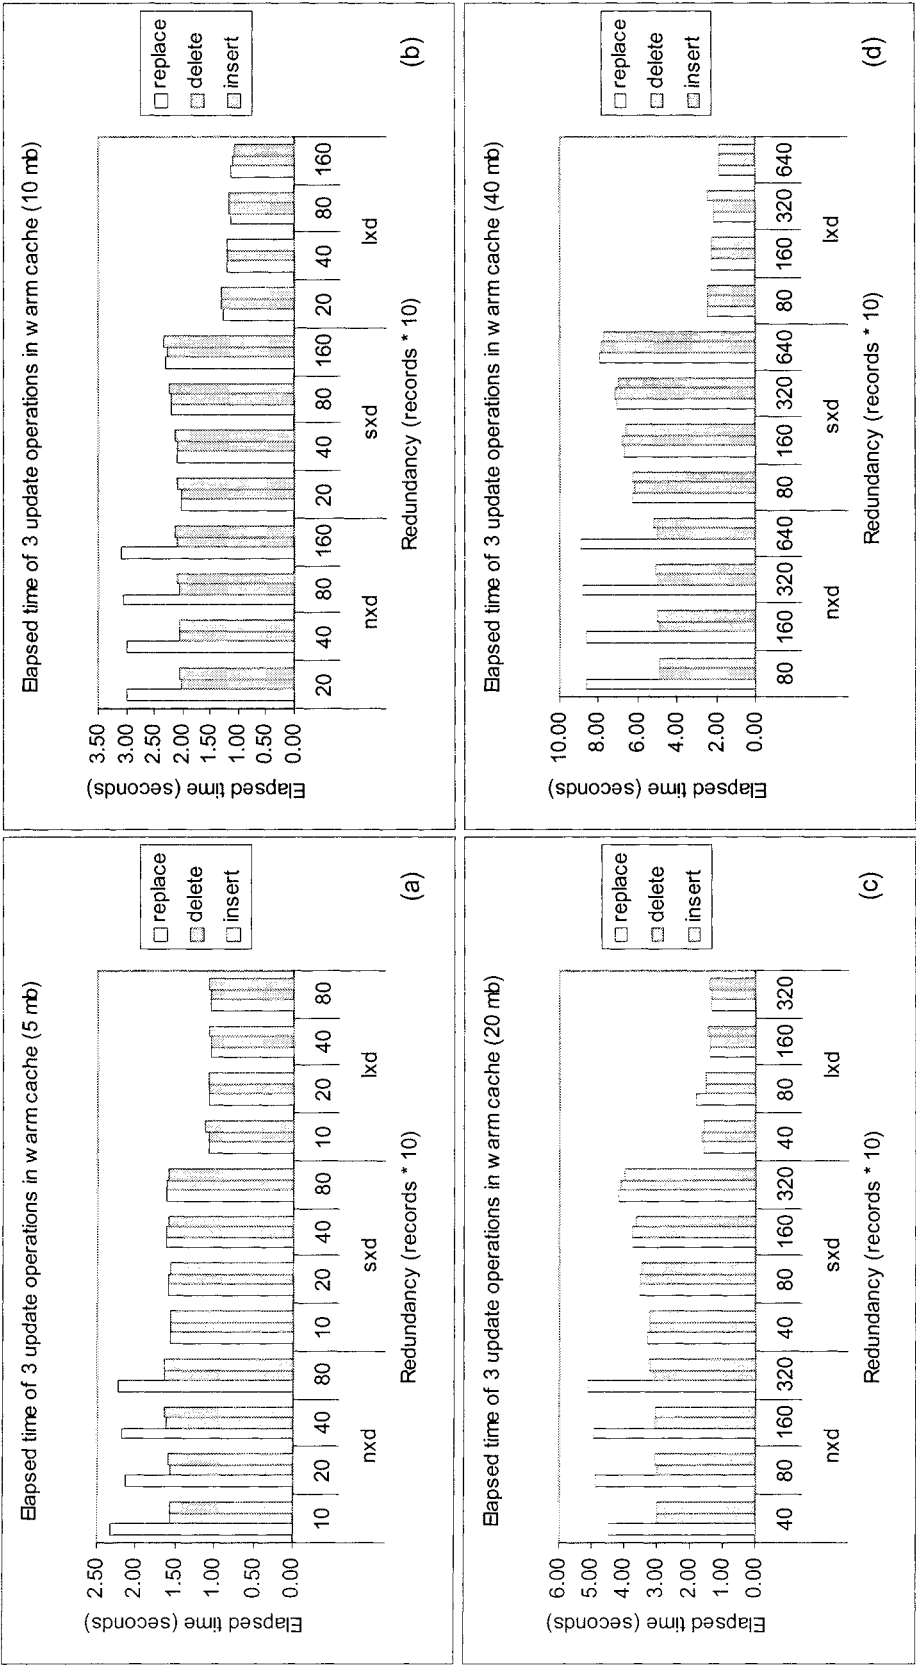 Elapsed time of 3 update operations in warm cache (5 mb)
Elapsed time (seconds)
2.50
2.00
1.50
1.00
0.50
0.00
10 20 40 80 10 20 40 80 10 20 40 80
nxd sxd lxd
Redundancy (records * 10)
replace
delete
insert
(a)
Elapsed time of 3 update operations in warm cache (10 mb)
Elapsed time (seconds)
3.50
3.00
2.50
2.00
1.50
1.00
0.50
0.00
20 40 80 160 20 40 80 160 20 40 80 160
nxd sxd lxd
Redundancy (records * 10)
replace
delete
insert
(b)
Elapsed time of 3 update operations in warm cache (20 mb)
Elapsed time (seconds)
6.00
5.00
4.00
3.00
2.00
1.00
0.00
40 80 160 320 40 80 160 320 40 80 160 320
nxd sxd lxd
Redundancy (records * 10)
replace
delete
insert
(c)
Elapsed time of 3 update operations in warm cache (40 mb)
Elapsed time (seconds)
10.00
8.00
6.00
4.00
2.00
0.00
80 160 320 640 80 160 320 640 80 160 320 640
nxd sxd lxd
Redundancy (records * 10)
replace
delete
insert
(d)